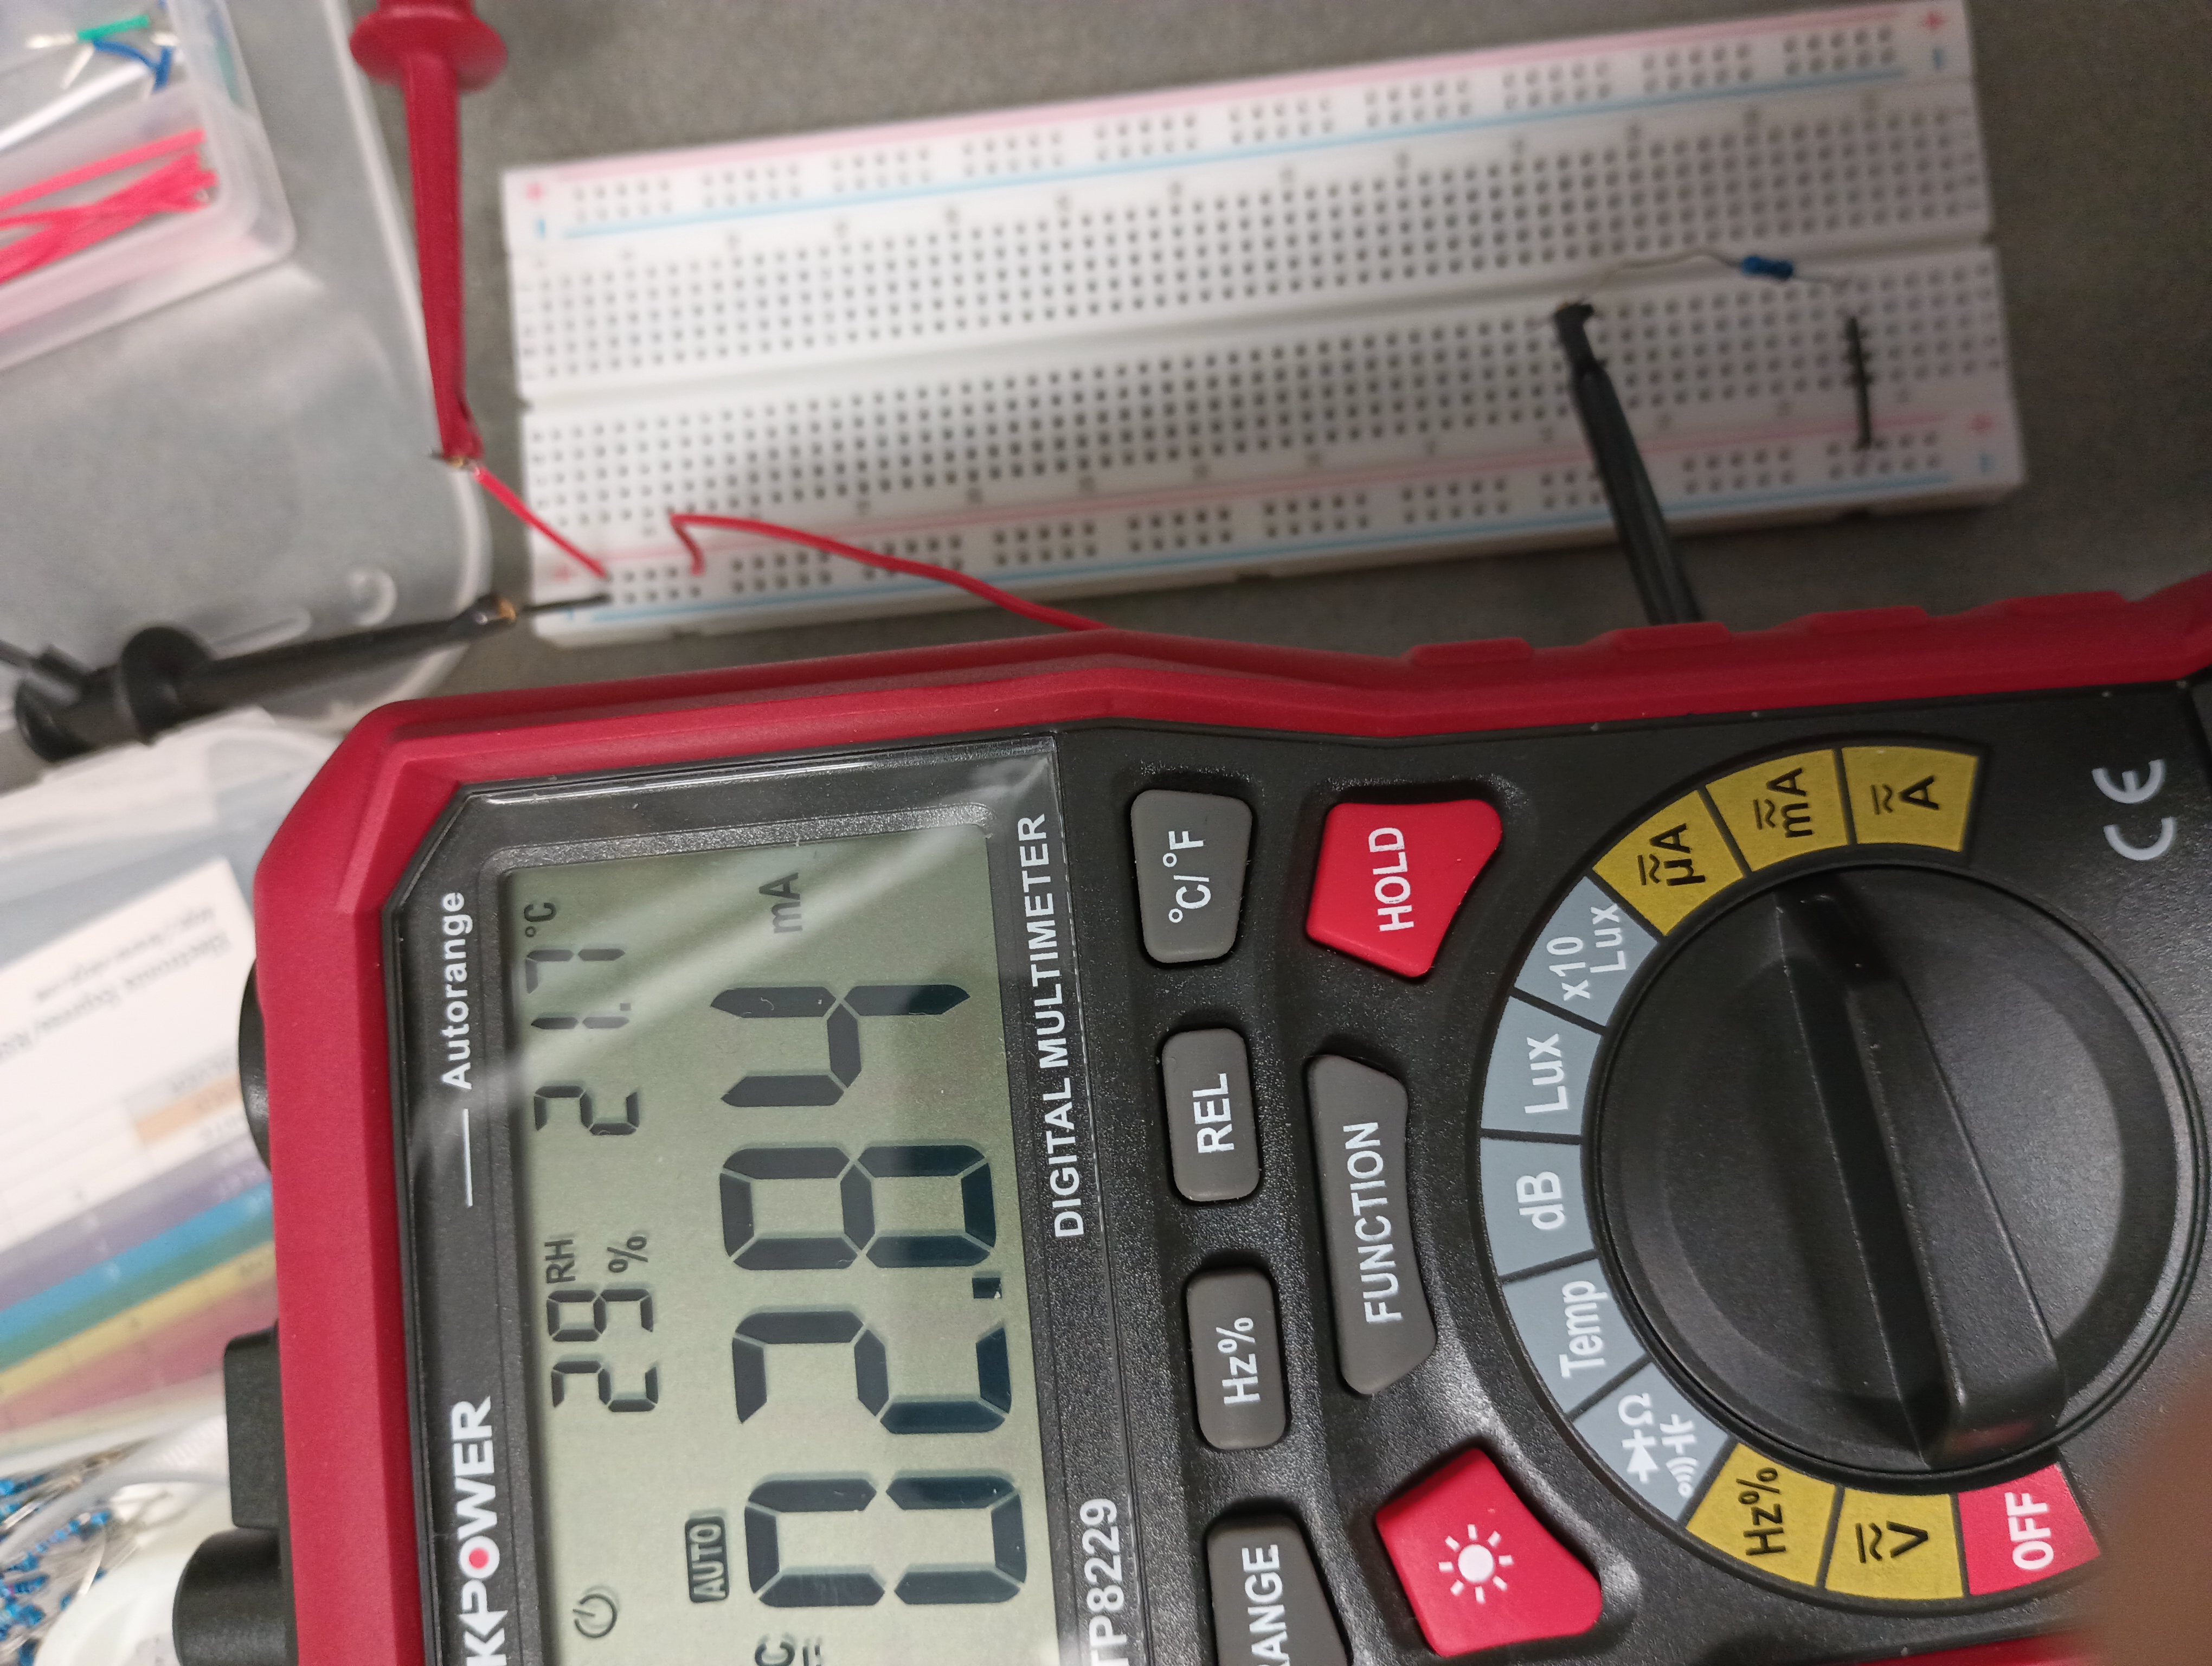 KPOWER
Autorange
29 RH % 21.7 °C
AUTO
C 02.84 mA
DIGITAL MULTIMETER
TP8229
RANGE Hz% REL °C/°F
FUNCTION HOLD
Temp dB Lux x10 Lux
Ω
Hz%
V
OFF
µA
mA
A
CE